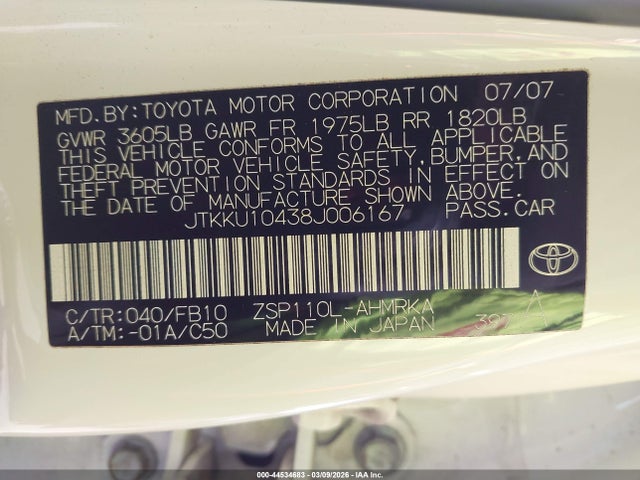 MFD.BY:TOYOTA MOTOR CORPORATION 07/07
GVWR 3605LB GAWR FR 1975LB RR 1820LB
THIS VEHICLE CONFORMS TO ALL APPLICABLE
FEDERAL MOTOR VEHICLE SAFETY,BUMPER,AND
THEFT PREVENTION STANDARDS IN EFFECT ON
THE DATE OF MANUFACTURE SHOWN ABOVE.
JTKKU10438J006167 PASS.CAR
C/TR:040/FB10 ZSP110L-AHMRKA
A/TM:-01A/C50 MADE IN JAPAN
000-44534683 | 03/09/2026 | IAA Inc.